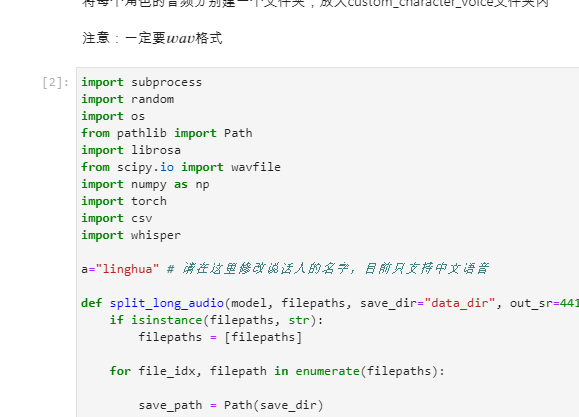 将每个角色的音频分别建一个文件夹，放入custom_character_voice文件夹内
注意：一定要wav格式
[2]:
import subprocess
import random
import os
from pathlib import Path
import librosa
from scipy.io import wavfile
import numpy as np
import torch
import csv
import whisper
a="linghua" # 请在这里修改说话人的名字，目前只支持中文语音
def split_long_audio(model, filepaths, save_dir="data_dir", out_sr=441
if isinstance(filepaths, str):
filepaths = [filepaths]
for file_idx, filepath in enumerate(filepaths):
save_path = Path(save_dir)